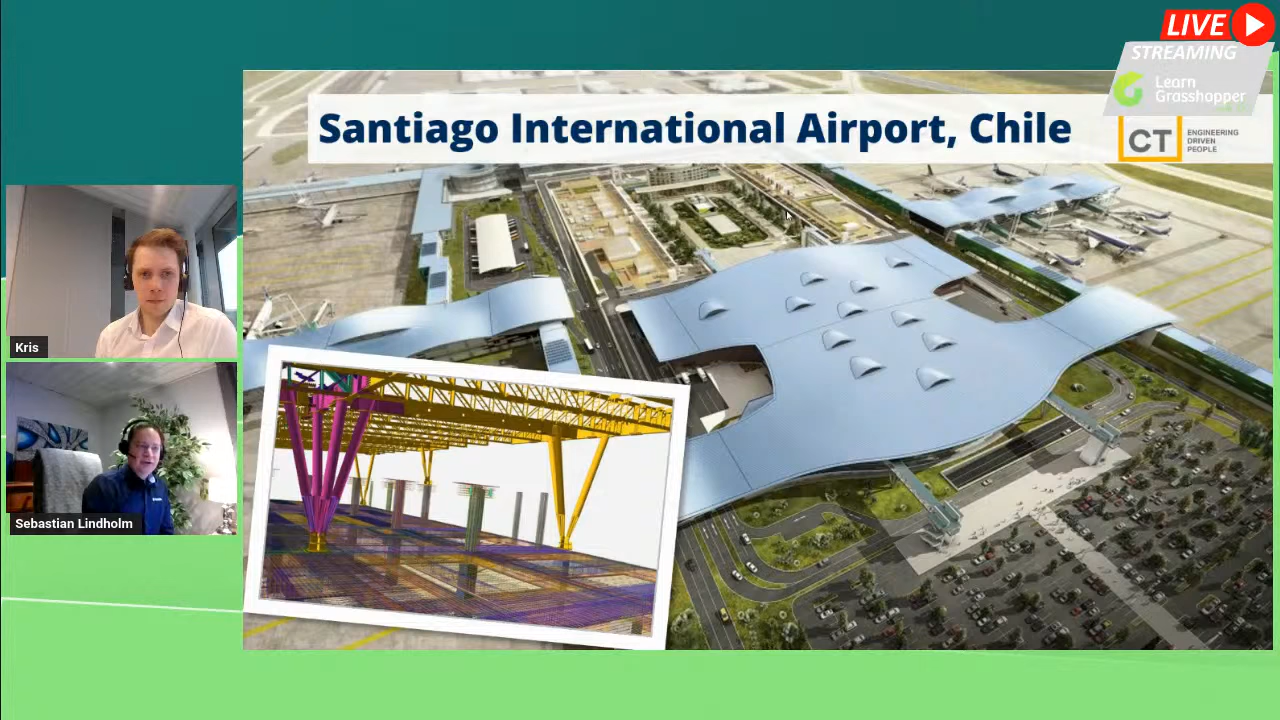 LIVE
STREAMING
Learn
Grasshopper
Santiago International Airport, Chile
CT
ENGINEERING
DRIVEN
PEOPLE
Kris
Sebastian Lindholm